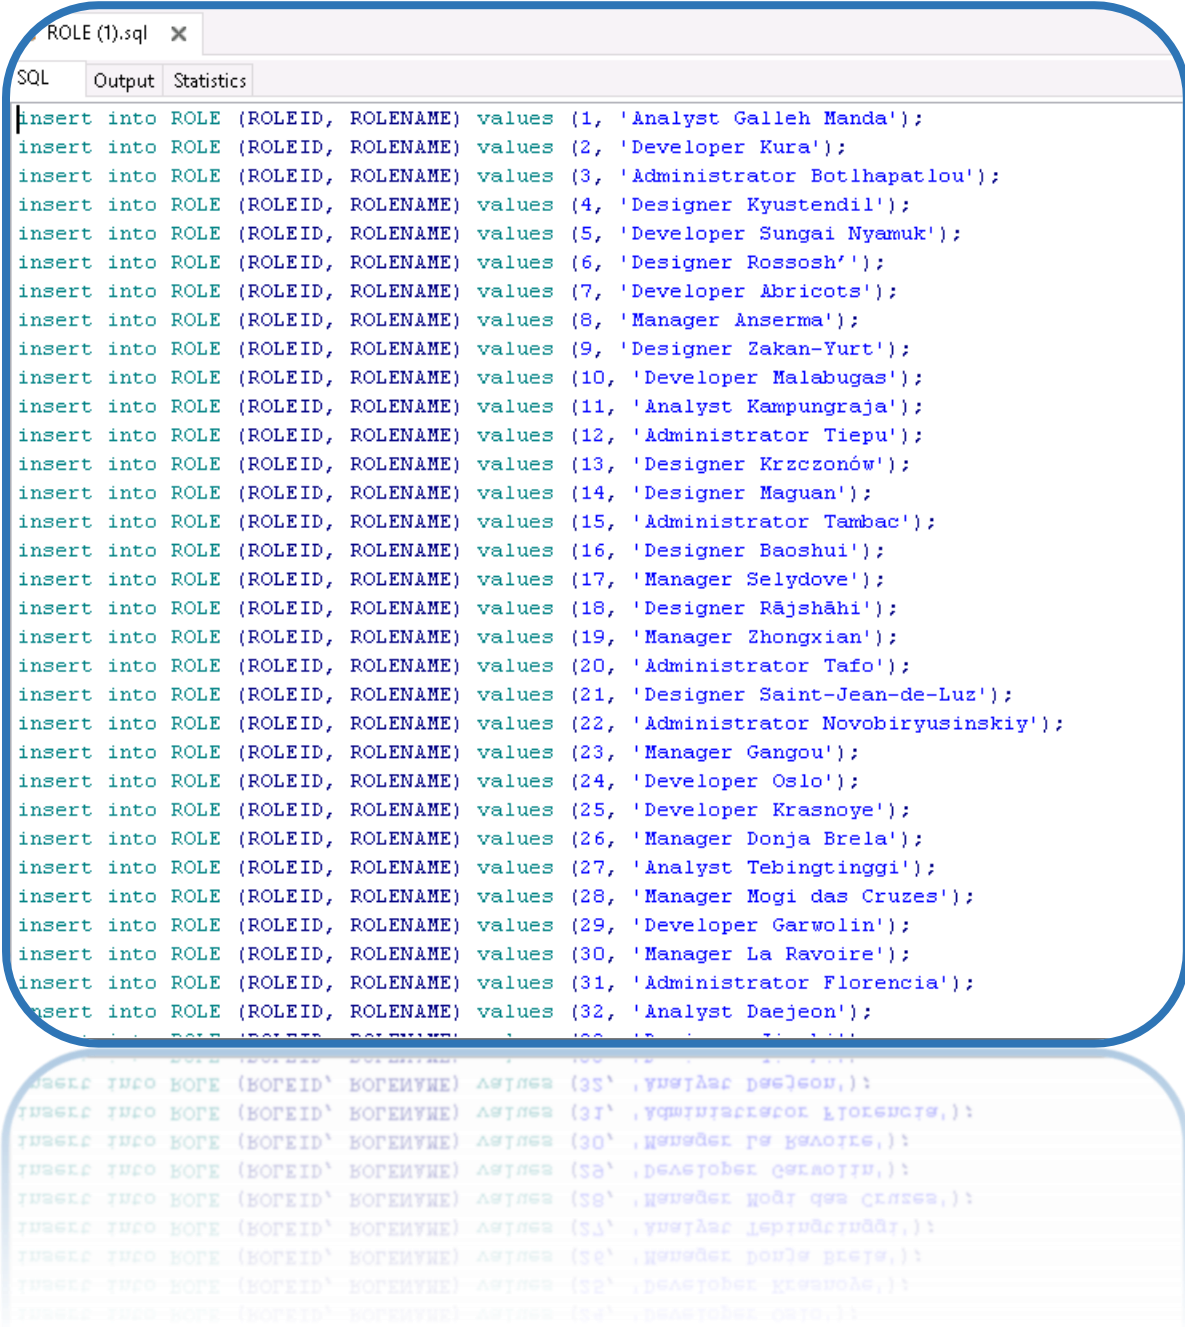 ROLE (1).sql
SQL Output Statistics
insert into ROLE (ROLEID, ROLENAME) values (1, 'Analyst Galleh Manda');
insert into ROLE (ROLEID, ROLENAME) values (2, 'Developer Kura');
insert into ROLE (ROLEID, ROLENAME) values (3, 'Administrator Botlhapatlou');
insert into ROLE (ROLEID, ROLENAME) values (4, 'Designer Kyustendil');
insert into ROLE (ROLEID, ROLENAME) values (5, 'Developer Sungai Nyamuk');
insert into ROLE (ROLEID, ROLENAME) values (6, 'Designer Rossosh’');
insert into ROLE (ROLEID, ROLENAME) values (7, 'Developer Abricots');
insert into ROLE (ROLEID, ROLENAME) values (8, 'Manager Anserma');
insert into ROLE (ROLEID, ROLENAME) values (9, 'Designer Zakan-Yurt');
insert into ROLE (ROLEID, ROLENAME) values (10, 'Developer Malabugas');
insert into ROLE (ROLEID, ROLENAME) values (11, 'Analyst Kampungraja');
insert into ROLE (ROLEID, ROLENAME) values (12, 'Administrator Tiepu');
insert into ROLE (ROLEID, ROLENAME) values (13, 'Designer Krzczonów');
insert into ROLE (ROLEID, ROLENAME) values (14, 'Designer Maguan');
insert into ROLE (ROLEID, ROLENAME) values (15, 'Administrator Tambac');
insert into ROLE (ROLEID, ROLENAME) values (16, 'Designer Baoshui');
insert into ROLE (ROLEID, ROLENAME) values (17, 'Manager Selydove');
insert into ROLE (ROLEID, ROLENAME) values (18, 'Designer Rājshāhi');
insert into ROLE (ROLEID, ROLENAME) values (19, 'Manager Zhongxian');
insert into ROLE (ROLEID, ROLENAME) values (20, 'Administrator Tafo');
insert into ROLE (ROLEID, ROLENAME) values (21, 'Designer Saint-Jean-de-Luz');
insert into ROLE (ROLEID, ROLENAME) values (22, 'Administrator Novobiryusinskiy');
insert into ROLE (ROLEID, ROLENAME) values (23, 'Manager Gangou');
insert into ROLE (ROLEID, ROLENAME) values (24, 'Developer Oslo');
insert into ROLE (ROLEID, ROLENAME) values (25, 'Developer Krasnoye');
insert into ROLE (ROLEID, ROLENAME) values (26, 'Manager Donja Brela');
insert into ROLE (ROLEID, ROLENAME) values (27, 'Analyst Tebingtinggi');
insert into ROLE (ROLEID, ROLENAME) values (28, 'Manager Mogi das Cruzes');
insert into ROLE (ROLEID, ROLENAME) values (29, 'Developer Garwolin');
insert into ROLE (ROLEID, ROLENAME) values (30, 'Manager La Ravoire');
insert into ROLE (ROLEID, ROLENAME) values (31, 'Administrator Florencia');
insert into ROLE (ROLEID, ROLENAME) values (32, 'Analyst Daejeon');